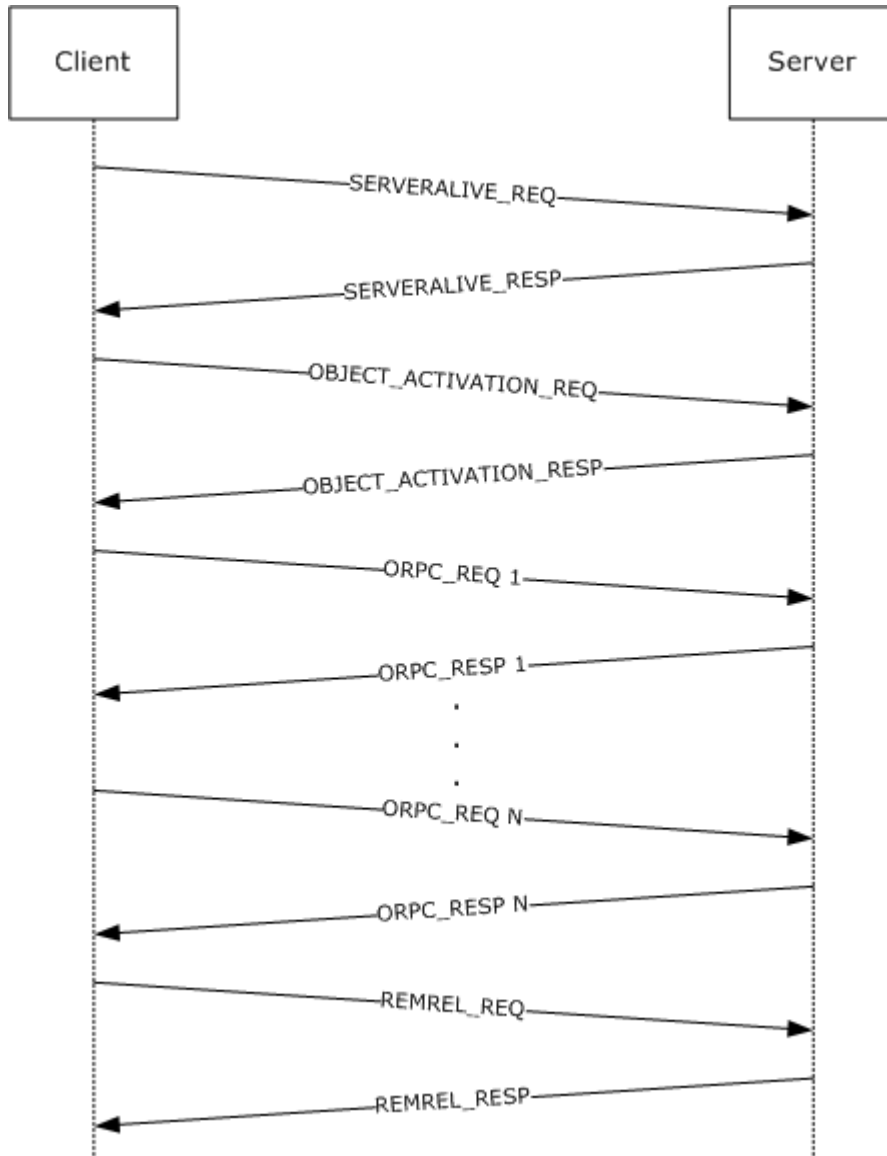 Client
Server
SERVERALIVE_REQ
SERVERALIVE_RESP
OBJECT_ACTIVATION_REQ
OBJECT_ACTIVATION_RESP
ORPC_REQ 1
ORPC_RESP 1
.
.
.
ORPC_REQ N
ORPC_RESP N
REMREL_REQ
REMREL_RESP